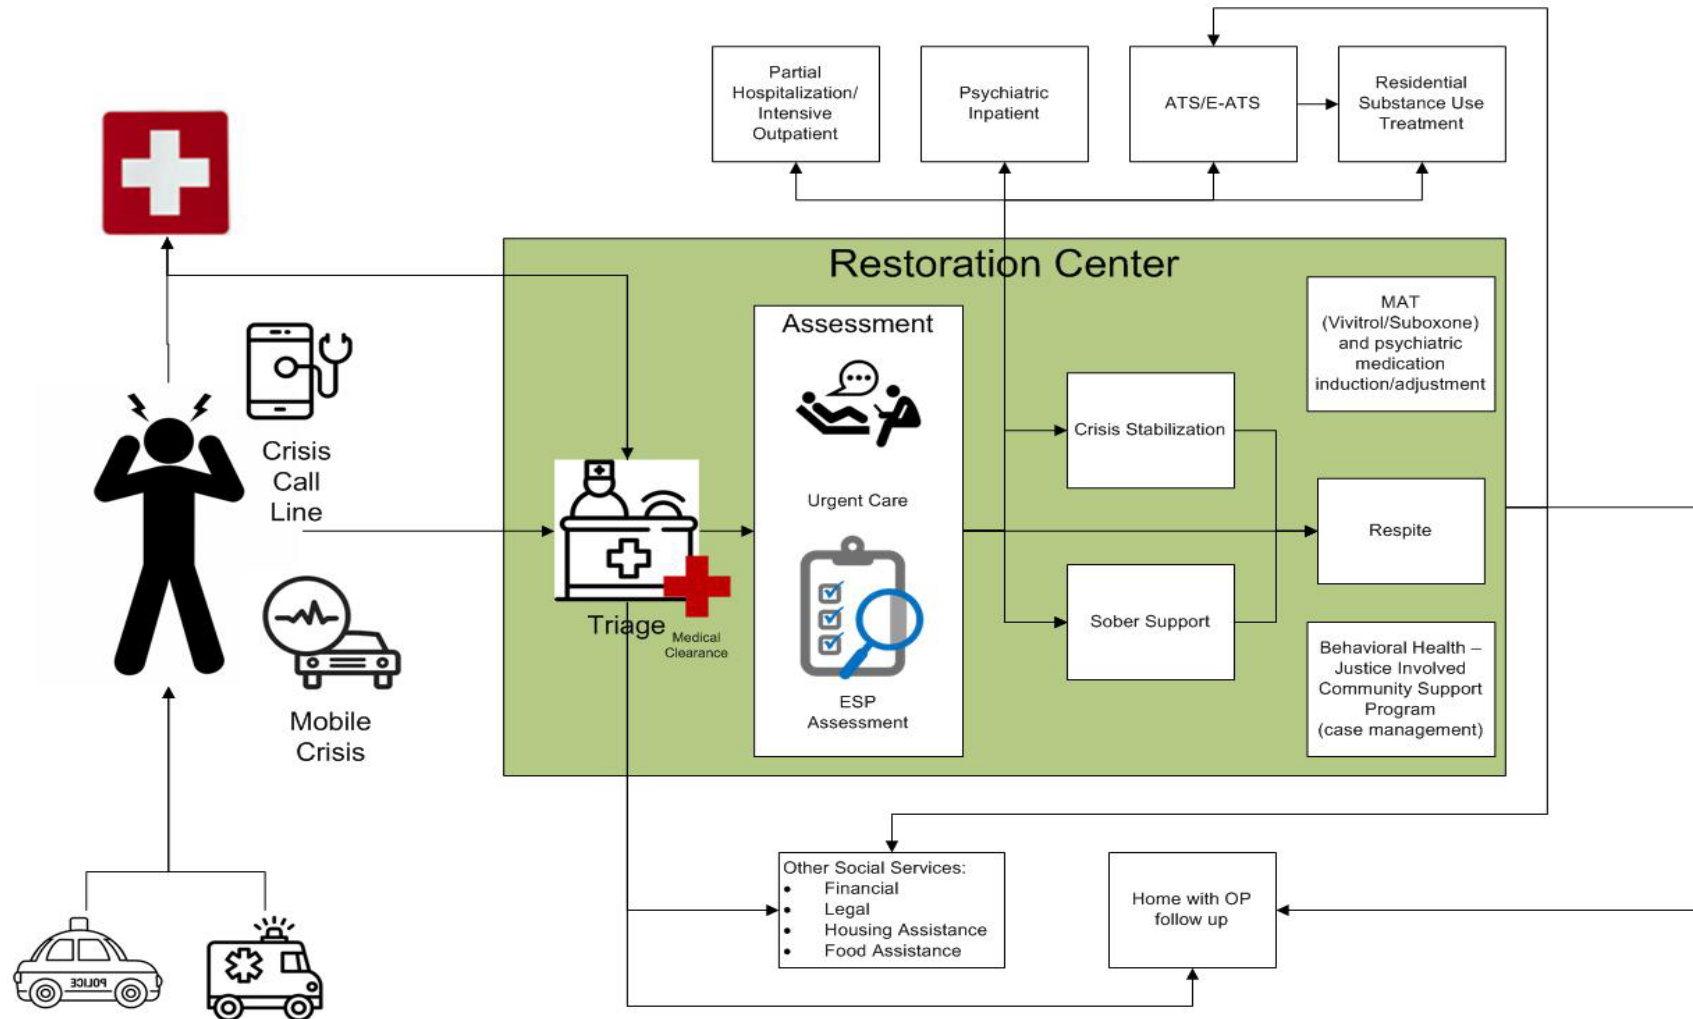 Partial
Hospitalization/
Intensive
Outpatient
Psychiatric
Inpatient
ATS/E-ATS
Residential
Substance Use
Treatment
Restoration Center
Assessment
Urgent Care
ESP
Assessment
Crisis
Call
Line
Mobile
Crisis
Triage
Medical
Clearance
Crisis Stabilization
Sober Support
MAT
(Vivitrol/Suboxone)
and psychiatric
medication
induction/adjustment
Respite
Behavioral Health –
Justice Involved
Community Support
Program
(case management)
Other Social Services:
• Financial
• Legal
• Housing Assistance
• Food Assistance
Home with OP
follow up
POLICE